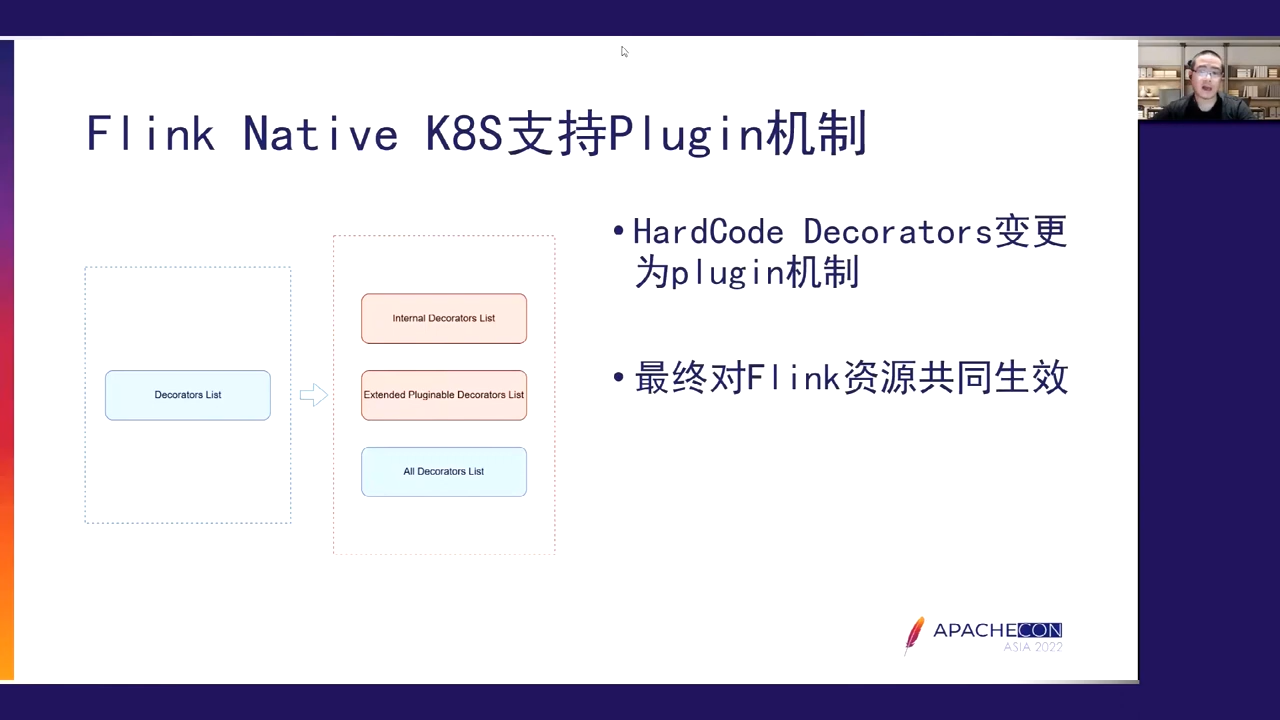 Flink Native K8S支持Plugin机制
•HardCode Decorators变更
为plugin机制
•最终对Flink资源共同生效
Decorators List
Internal Decorators List
Extended Pluginable Decorators List
All Decorators List
APACHECON
ASIA 2022